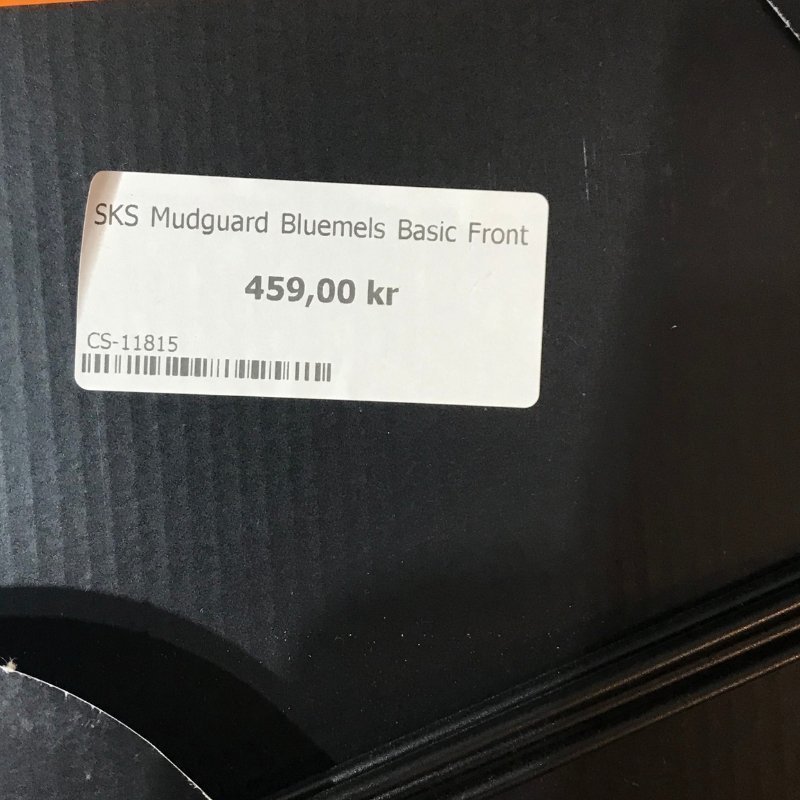 SKS Mudguard Bluemels Basic Front
459,00 kr
CS-11815